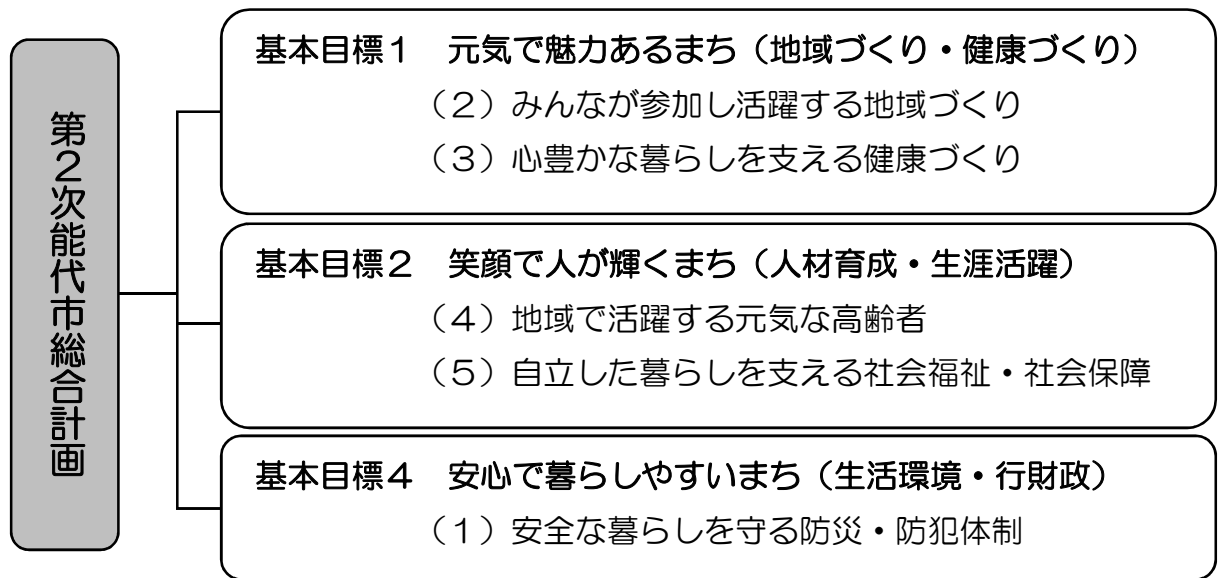 第２次能代市総合計画
基本目標１　元気で魅力あるまち（地域づくり・健康づくり）
（２）みんなが参加し活躍する地域づくり
（３）心豊かな暮らしを支える健康づくり
基本目標２　笑顔で人が輝くまち（人材育成・生涯活躍）
（４）地域で活躍する元気な高齢者
（５）自立した暮らしを支える社会福祉・社会保障
基本目標４　安心で暮らしやすいまち（生活環境・行財政）
（１）安全な暮らしを守る防災・防犯体制